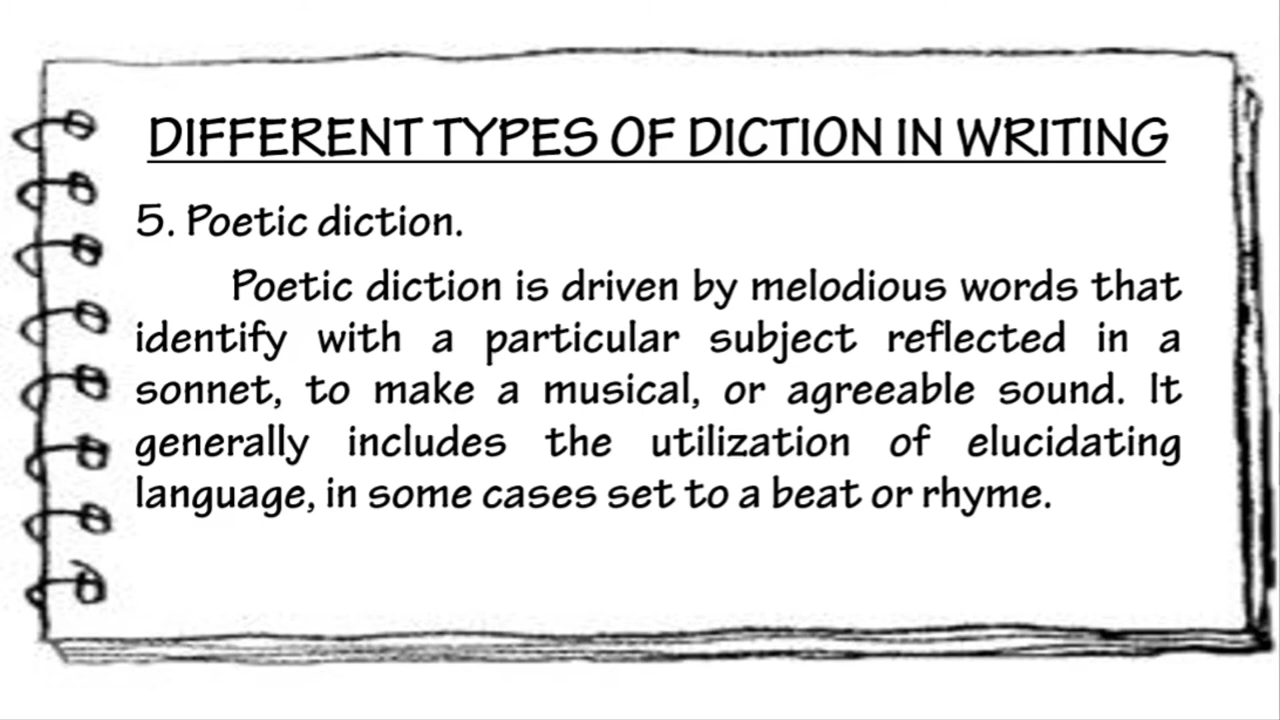 DIFFERENT TYPES OF DICTION IN WRITING
5. Poetic diction.
Poetic diction is driven by melodious words that
identify with a particular subject reflected in a
sonnet, to make a musical, or agreeable sound. It
generally includes the utilization of elucidating
language, in some cases set to a beat or rhyme.